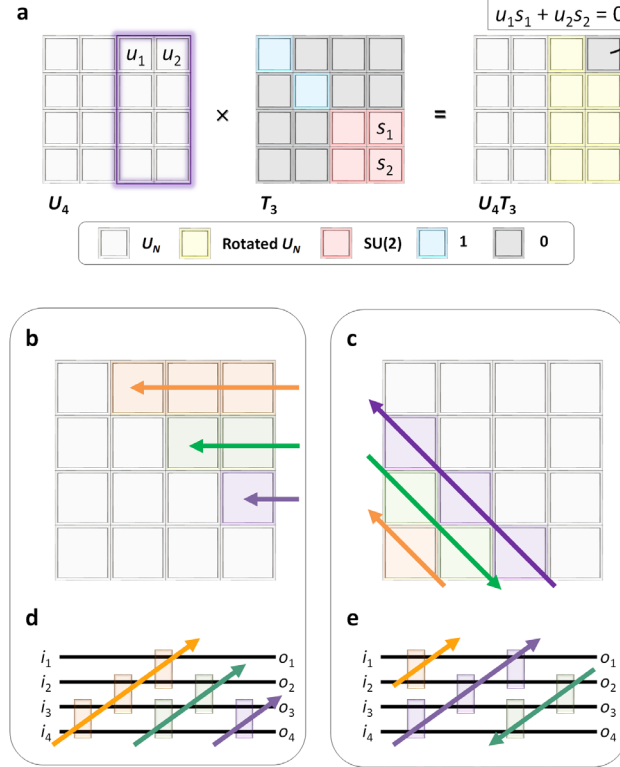 a
u1s1 + u2s2 = 0
u1 u2
×
s1
s2
=
U4
T3
U4T3
UN
Rotated UN
SU(2)
1
0
b
c
d
i1 o1
i2 o2
i3 o3
i4 o4
e
i1 o1
i2 o2
i3 o3
i4 o4